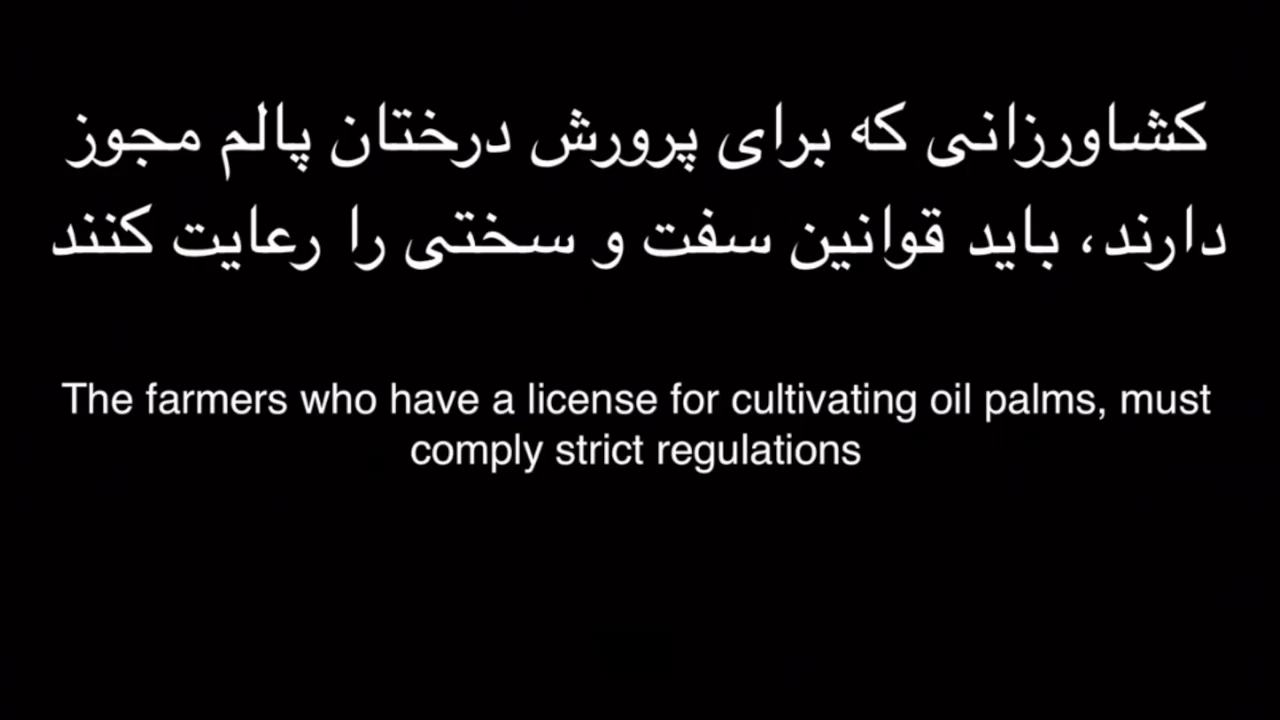 کشاورزانی که برای پرورش درختان پالم مجوز
دارند، باید قوانین سفت و سختی را رعایت کنند
The farmers who have a license for cultivating oil palms, must
comply strict regulations